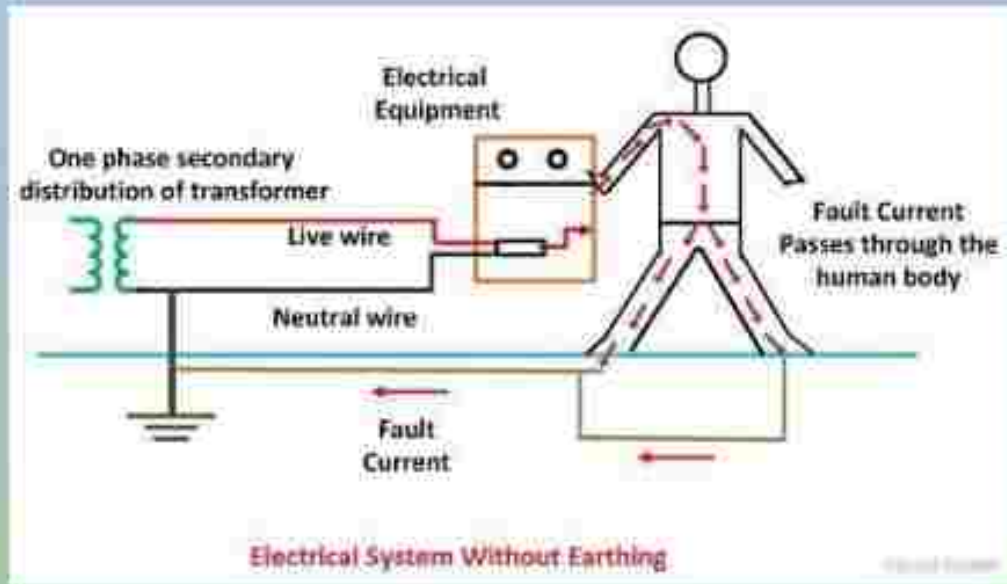 Electrical
Equipment
One phase secondary
distribution of transformer
Live wire
Fault Current
Passes through the
human body
Neutral wire
Fault
Current
Electrical System Without Earthing